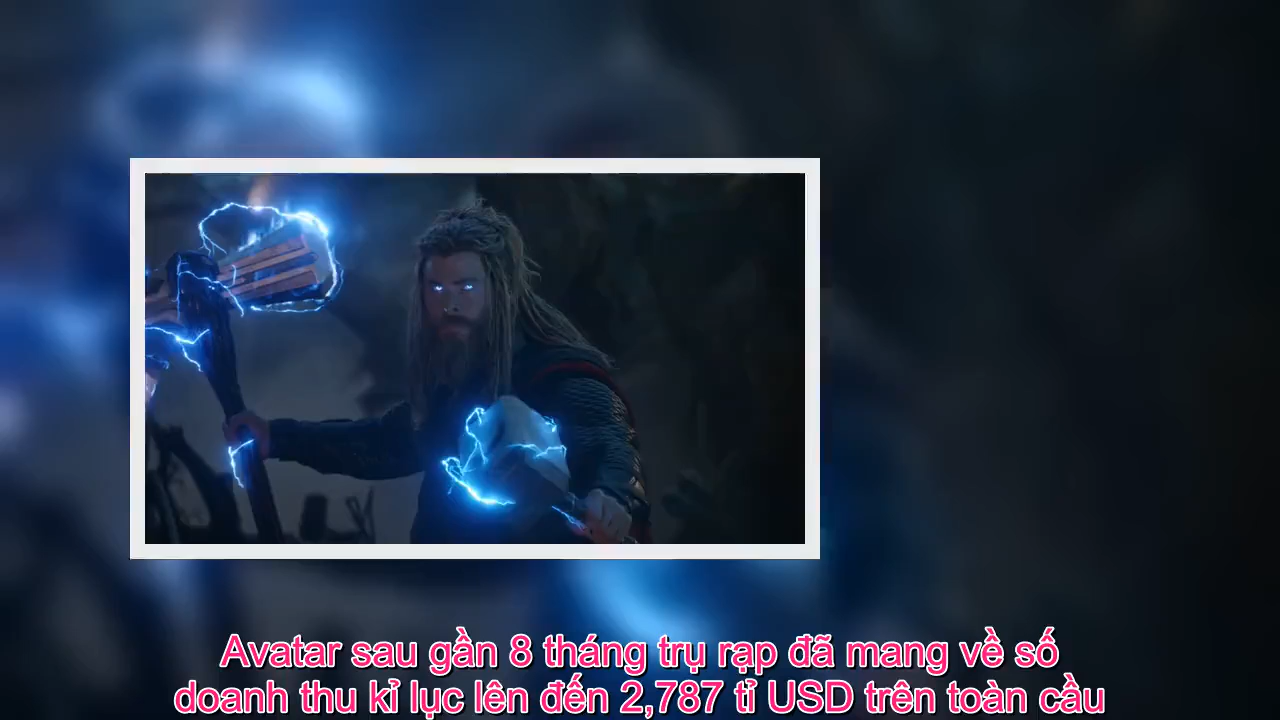 Avatar sau gần 8 tháng trụ rạp đã mang về số
doanh thu kỉ lục lên đến 2,787 tỉ USD trên toàn cầu